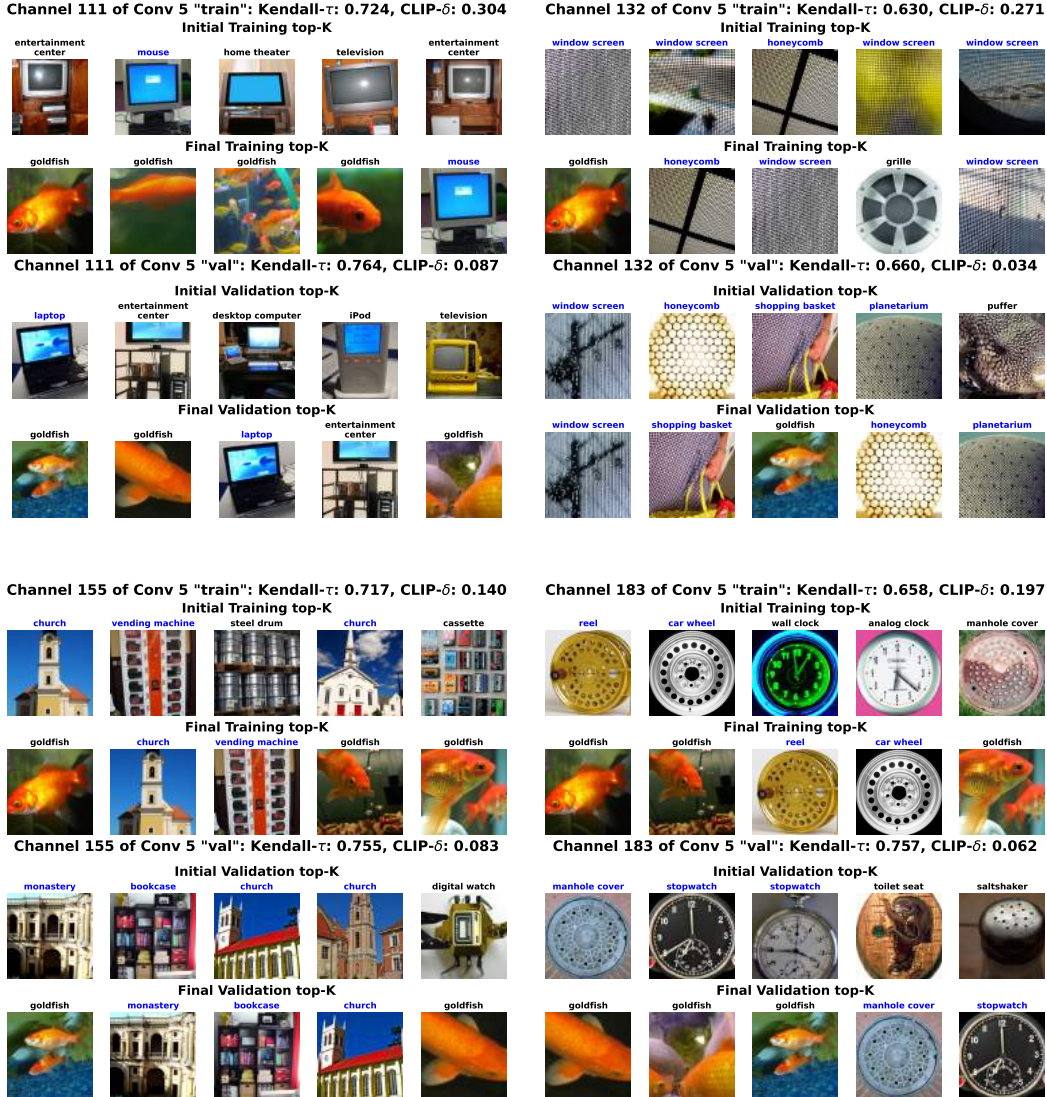 Channel 111 of Conv 5 "train": Kendall-τ: 0.724, CLIP-δ: 0.304
Initial Training top-K
entertainment center
mouse
home theater
television
entertainment center
Final Training top-K
goldfish
goldfish
goldfish
goldfish
mouse
Channel 111 of Conv 5 "val": Kendall-τ: 0.764, CLIP-δ: 0.087
Initial Validation top-K
laptop
entertainment center
desktop computer
iPod
television
Final Validation top-K
goldfish
goldfish
laptop
entertainment center
goldfish
Channel 132 of Conv 5 "train": Kendall-τ: 0.630, CLIP-δ: 0.271
Initial Training top-K
window screen
window screen
honeycomb
window screen
window screen
Final Training top-K
goldfish
honeycomb
window screen
grille
window screen
Channel 132 of Conv 5 "val": Kendall-τ: 0.660, CLIP-δ: 0.034
Initial Validation top-K
window screen
honeycomb
shopping basket
planetarium
puffer
Final Validation top-K
window screen
shopping basket
goldfish
honeycomb
planetarium
Channel 155 of Conv 5 "train": Kendall-τ: 0.717, CLIP-δ: 0.140
Initial Training top-K
church
vending machine
steel drum
church
cassette
Final Training top-K
goldfish
church
vending machine
goldfish
goldfish
Channel 155 of Conv 5 "val": Kendall-τ: 0.755, CLIP-δ: 0.083
Initial Validation top-K
monastery
bookcase
church
church
digital watch
Final Validation top-K
goldfish
monastery
bookcase
church
goldfish
Channel 183 of Conv 5 "train": Kendall-τ: 0.658, CLIP-δ: 0.197
Initial Training top-K
reel
car wheel
wall clock
analog clock
manhole cover
Final Training top-K
goldfish
goldfish
reel
car wheel
goldfish
Channel 183 of Conv 5 "val": Kendall-τ: 0.757, CLIP-δ: 0.062
Initial Validation top-K
manhole cover
stopwatch
stopwatch
toilet seat
saltshaker
Final Validation top-K
goldfish
goldfish
goldfish
manhole cover
stopwatch